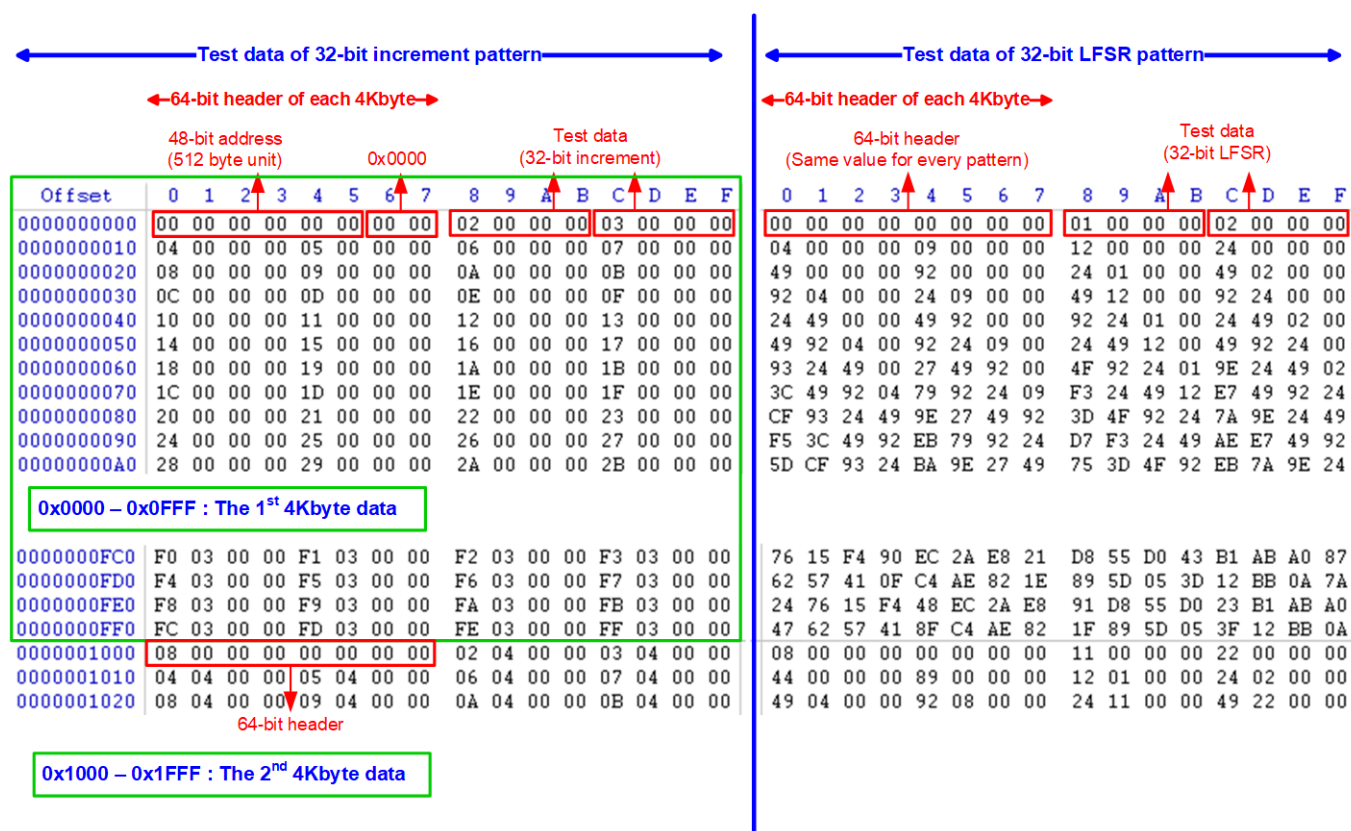 Test data of 32-bit increment pattern
64-bit header of each 4Kbyte
48-bit address
(512 byte unit)
0x0000
Test data
(32-bit increment)
Offset 0 1 2 3 4 5 6 7 8 9 A B C D E F
0000000000 00 00 00 00 00 00 00 00 02 00 00 00 03 00 00 00
0000000010 04 00 00 00 05 00 00 00 06 00 00 00 07 00 00 00
0000000020 08 00 00 00 09 00 00 00 0A 00 00 00 0B 00 00 00
0000000030 0C 00 00 00 0D 00 00 00 0E 00 00 00 0F 00 00 00
0000000040 10 00 00 00 11 00 00 00 12 00 00 00 13 00 00 00
0000000050 14 00 00 00 15 00 00 00 16 00 00 00 17 00 00 00
0000000060 18 00 00 00 19 00 00 00 1A 00 00 00 1B 00 00 00
0000000070 1C 00 00 00 1D 00 00 00 1E 00 00 00 1F 00 00 00
0000000080 20 00 00 00 21 00 00 00 22 00 00 00 23 00 00 00
0000000090 24 00 00 00 25 00 00 00 26 00 00 00 27 00 00 00
00000000A0 28 00 00 00 29 00 00 00 2A 00 00 00 2B 00 00 00
0x0000 – 0x0FFF : The 1st 4Kbyte data
0000000FC0 F0 03 00 00 F1 03 00 00 F2 03 00 00 F3 03 00 00
0000000FD0 F4 03 00 00 F5 03 00 00 F6 03 00 00 F7 03 00 00
0000000FE0 F8 03 00 00 F9 03 00 00 FA 03 00 00 FB 03 00 00
0000000FF0 FC 03 00 00 FD 03 00 00 FE 03 00 00 FF 03 00 00
0000001000 08 00 00 00 00 00 00 00 02 04 00 00 03 04 00 00
0000001010 04 04 00 00 05 04 00 00 06 04 00 00 07 04 00 00
0000001020 08 04 00 00 09 04 00 00 0A 04 00 00 0B 04 00 00
64-bit header
0x1000 – 0x1FFF : The 2nd 4Kbyte data
Test data of 32-bit LFSR pattern
64-bit header of each 4Kbyte
64-bit header
(Same value for every pattern)
Test data
(32-bit LFSR)
0 1 2 3 4 5 6 7 8 9 A B C D E F
00 00 00 00 00 00 00 00 01 00 00 00 02 00 00 00
04 00 00 00 09 00 00 00 12 00 00 00 24 00 00 00
49 00 00 00 92 00 00 00 24 01 00 00 49 02 00 00
92 04 00 00 24 09 00 00 49 12 00 00 92 24 00 00
24 49 00 00 49 92 00 00 92 24 01 00 24 49 02 00
49 92 04 00 92 24 09 00 24 49 12 00 49 92 24 00
93 24 49 00 27 49 92 00 4F 92 24 01 9E 24 49 02
3C 49 92 04 79 92 24 09 F3 24 49 12 E7 49 92 24
CF 93 24 49 9E 27 49 92 3D 4F 92 24 7A 9E 24 49
F5 3C 49 92 EB 79 92 24 D7 F3 24 49 AE E7 49 92
5D CF 93 24 BA 9E 27 49 75 3D 4F 92 EB 7A 9E 24
76 15 F4 90 EC 2A E8 21 D8 55 D0 43 B1 AB A0 87
62 57 41 0F C4 AE 82 1E 89 5D 05 3D 12 BB 0A 7A
24 76 15 F4 48 EC 2A E8 91 D8 55 D0 23 B1 AB A0
47 62 57 41 8F C4 AE 82 1F 89 5D 05 3F 12 BB 0A
08 00 00 00 00 00 00 00 11 00 00 00 22 00 00 00
44 00 00 00 89 00 00 00 12 01 00 00 24 02 00 00
49 04 00 00 92 08 00 00 24 11 00 00 49 22 00 00